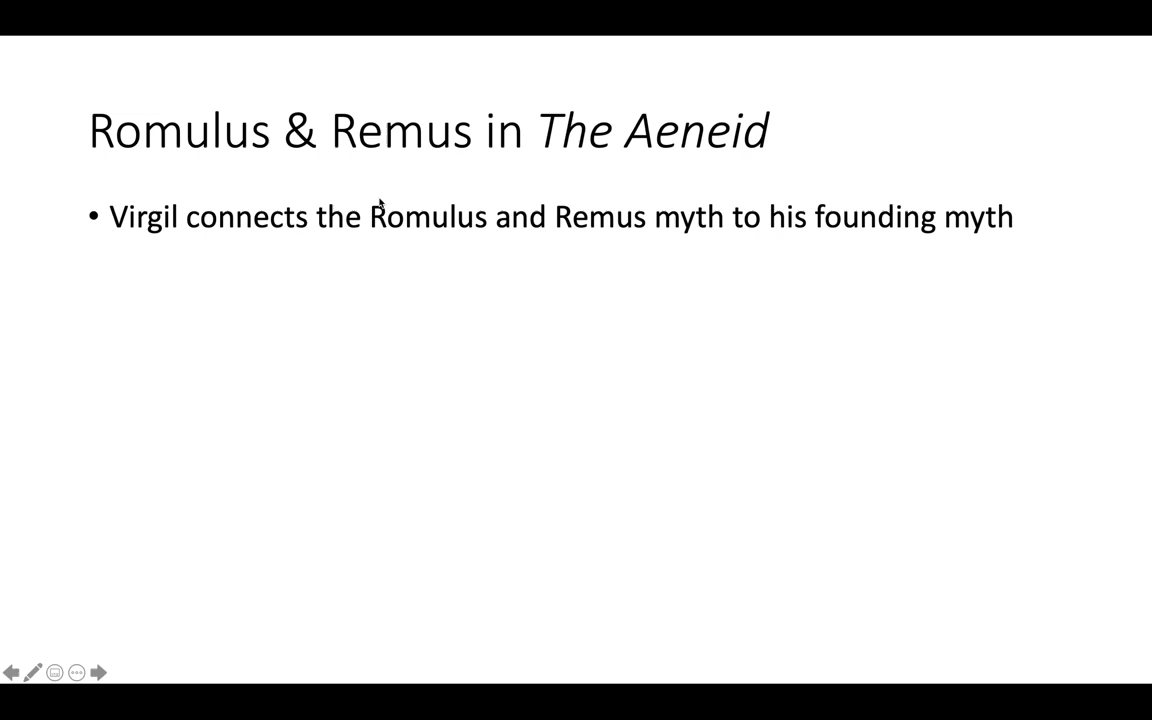 Romulus & Remus in The Aeneid
• Virgil connects the Romulus and Remus myth to his founding myth